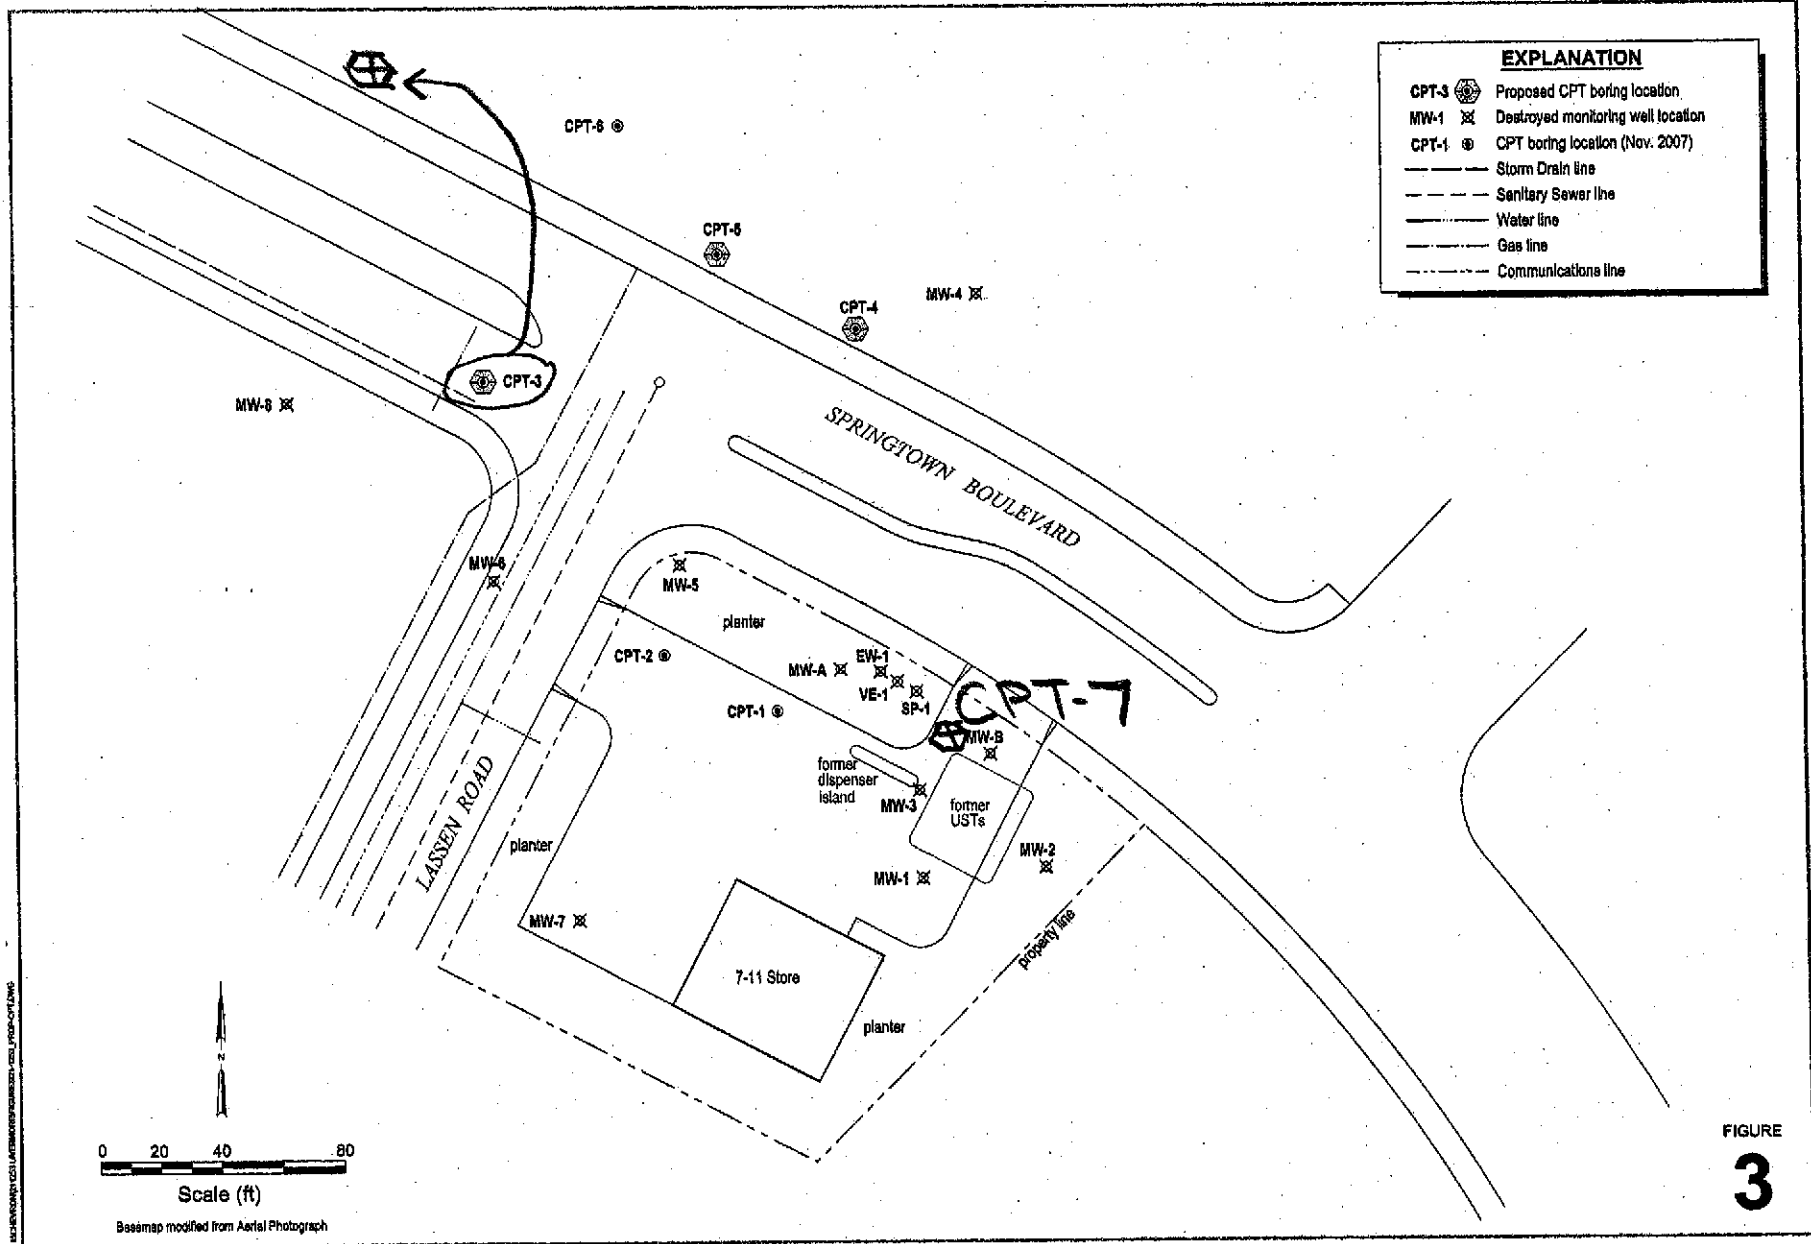 EXPLANATION
CPT-3 Proposed CPT boring location
MW-1 Destroyed monitoring well location
CPT-1 CPT boring location (Nov. 2007)
Storm Drain line
Sanitary Sewer line
Water line
Gas line
Communications line
CPT-6
CPT-5
CPT-4
MW-4
CPT-3
MW-8
SPRINGTOWN BOULEVARD
MW-6
MW-5
planter
CPT-2
MW-A
EW-1
VE-1
SP-1
CPT-7
CPT-1
MW-B
former
dispenser
island
MW-3
former
USTs
LASSEN ROAD
planter
MW-2
MW-1
MW-7
property line
7-11 Store
planter
N
0 20 40 80
Scale (ft)
Basemap modified from Aerial Photograph
FIGURE
3